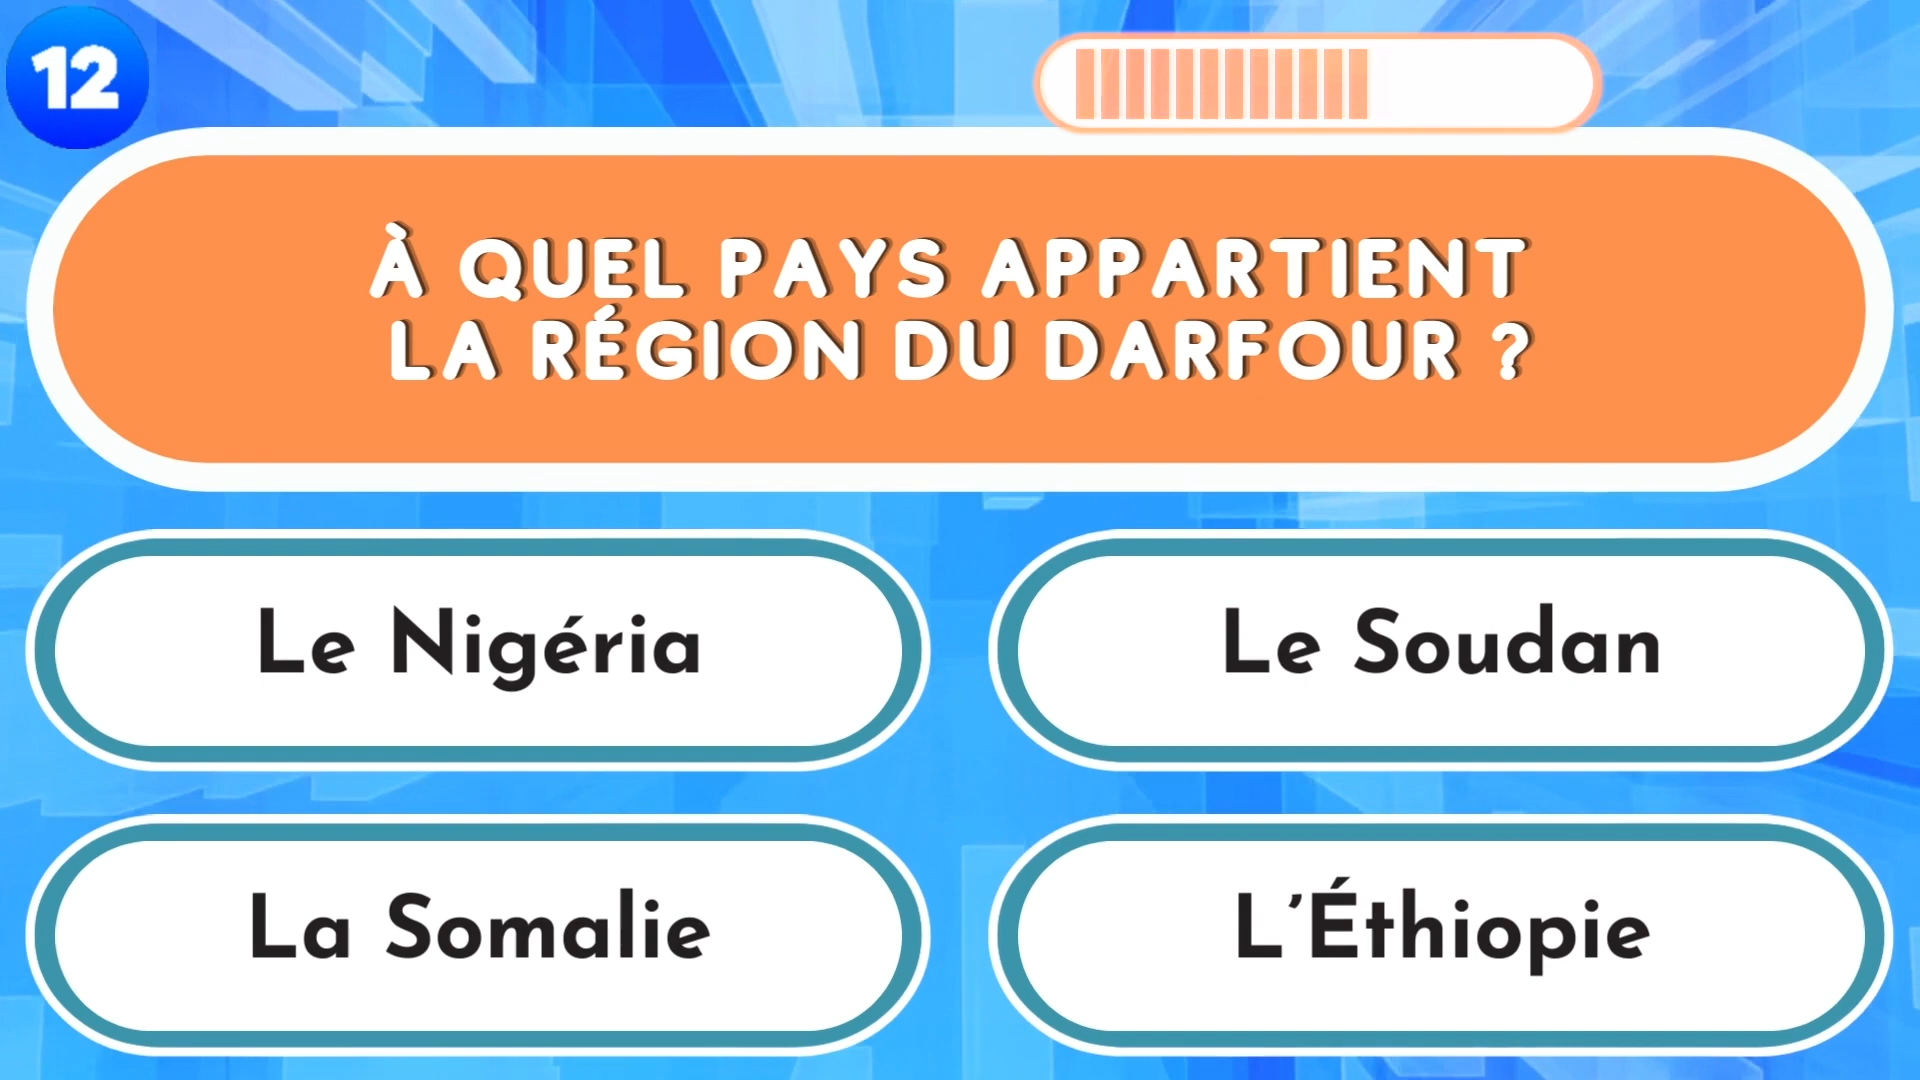 12
À QUEL PAYS APPARTIENT
LA RÉGION DU DARFOUR ?
Le Nigéria
Le Soudan
La Somalie
L’Éthiopie